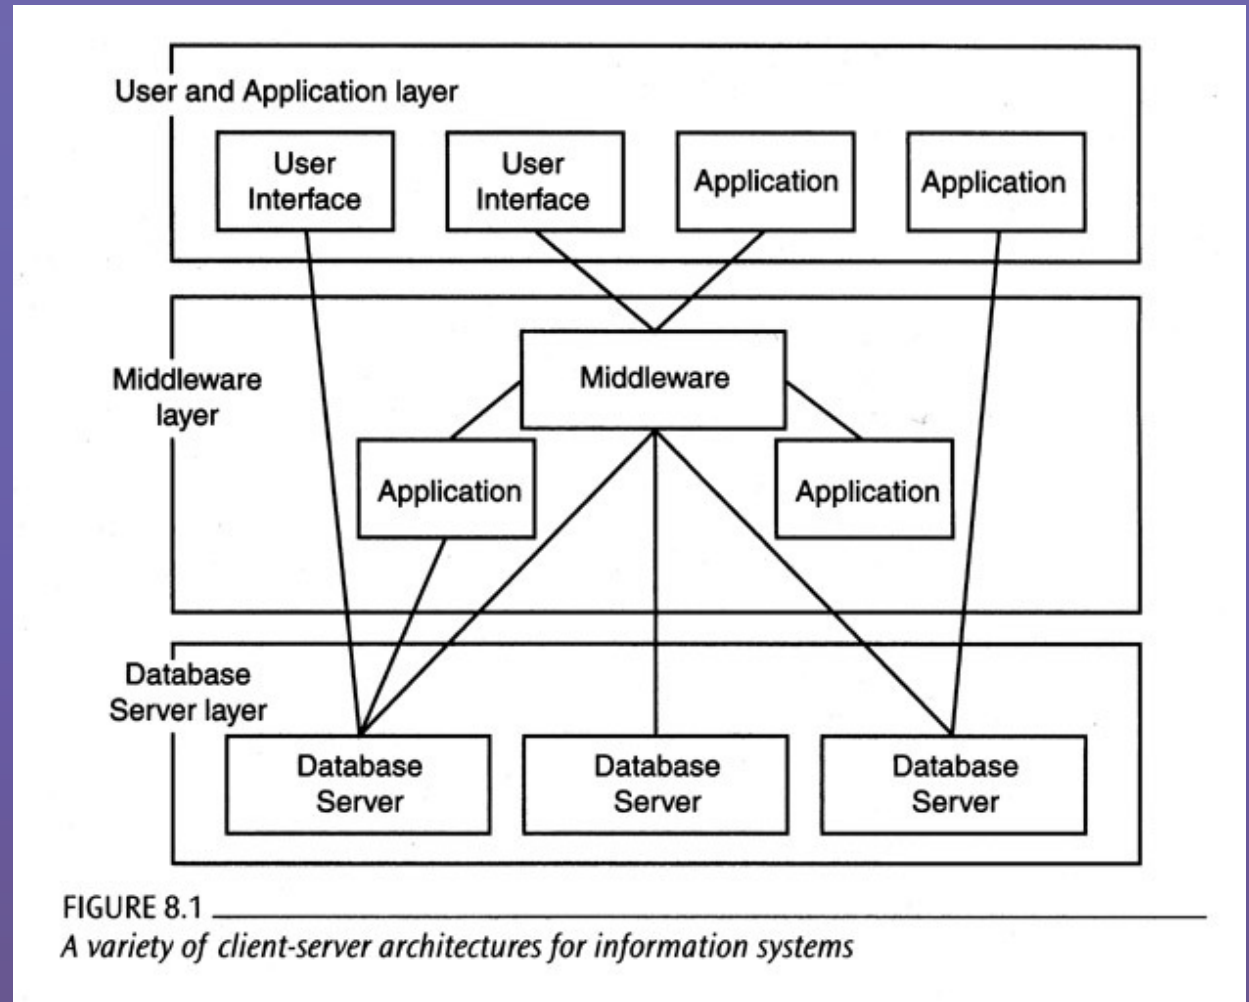 User and Application layer
User
Interface
User
Interface
Application
Application
Middleware
layer
Middleware
Application
Application
Database
Server layer
Database
Server
Database
Server
Database
Server
FIGURE 8.1
A variety of client-server architectures for information systems